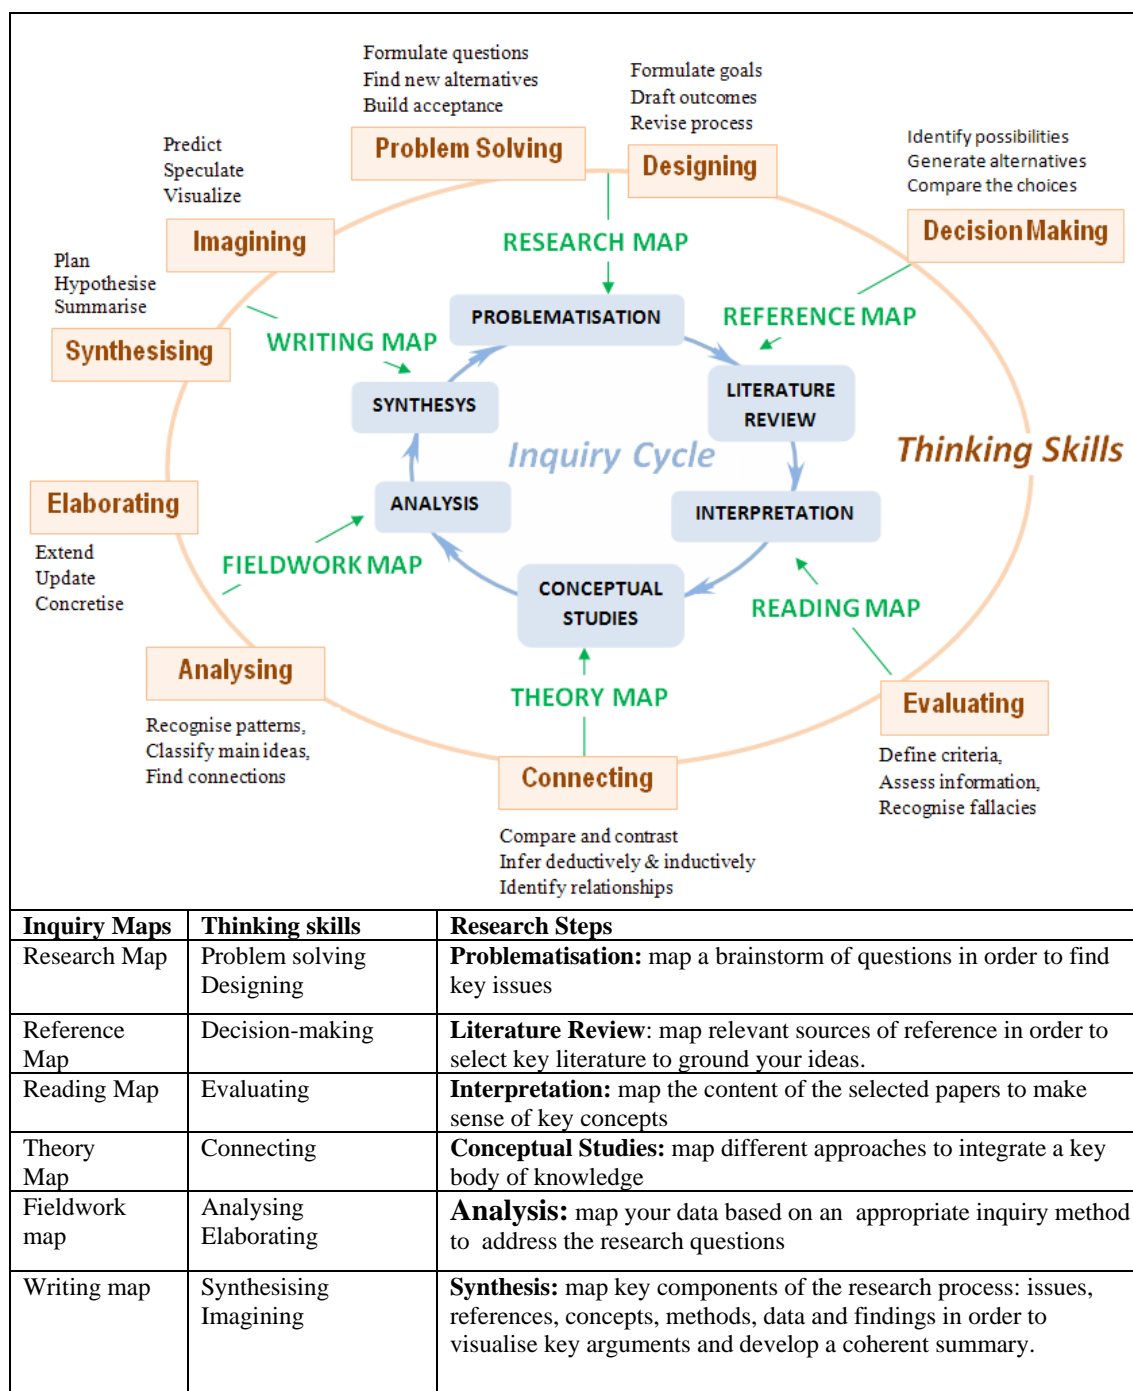 Formulate questions
Find new alternatives
Build acceptance
Problem Solving
Formulate goals
Draft outcomes
Revise process
Designing
Identify possibilities
Generate alternatives
Compare the choices
Decision Making
Predict
Speculate
Visualize
Imagining
Plan
Hypothesise
Summarise
Synthesising
RESEARCH MAP
REFERENCE MAP
WRITING MAP
PROBLEMATISATION
LITERATURE
REVIEW
SYNTHESYS
Inquiry Cycle
Thinking Skills
Elaborating
Extend
Update
Concretise
ANALYSIS
INTERPRETATION
FIELDWORK MAP
CONCEPTUAL
STUDIES
READING MAP
Analysing
Recognise patterns,
Classify main ideas,
Find connections
THEORY MAP
Connecting
Compare and contrast
Infer deductively & inductively
Identify relationships
Evaluating
Define criteria,
Assess information,
Recognise fallacies
Inquiry Maps Thinking skills Research Steps
Research Map Problem solving Problematisation: map a brainstorm of questions in order to find
Designing key issues
Reference Decision-making Literature Review: map relevant sources of reference in order to
Map select key literature to ground your ideas.
Reading Map Evaluating Interpretation: map the content of the selected papers to make
sense of key concepts
Theory Connecting Conceptual Studies: map different approaches to integrate a key
Map body of knowledge
Fieldwork Analysing Analysis: map your data based on an appropriate inquiry method
map Elaborating to address the research questions
Writing map Synthesising Synthesis: map key components of the research process: issues,
Imagining references, concepts, methods, data and findings in order to
visualise key arguments and develop a coherent summary.